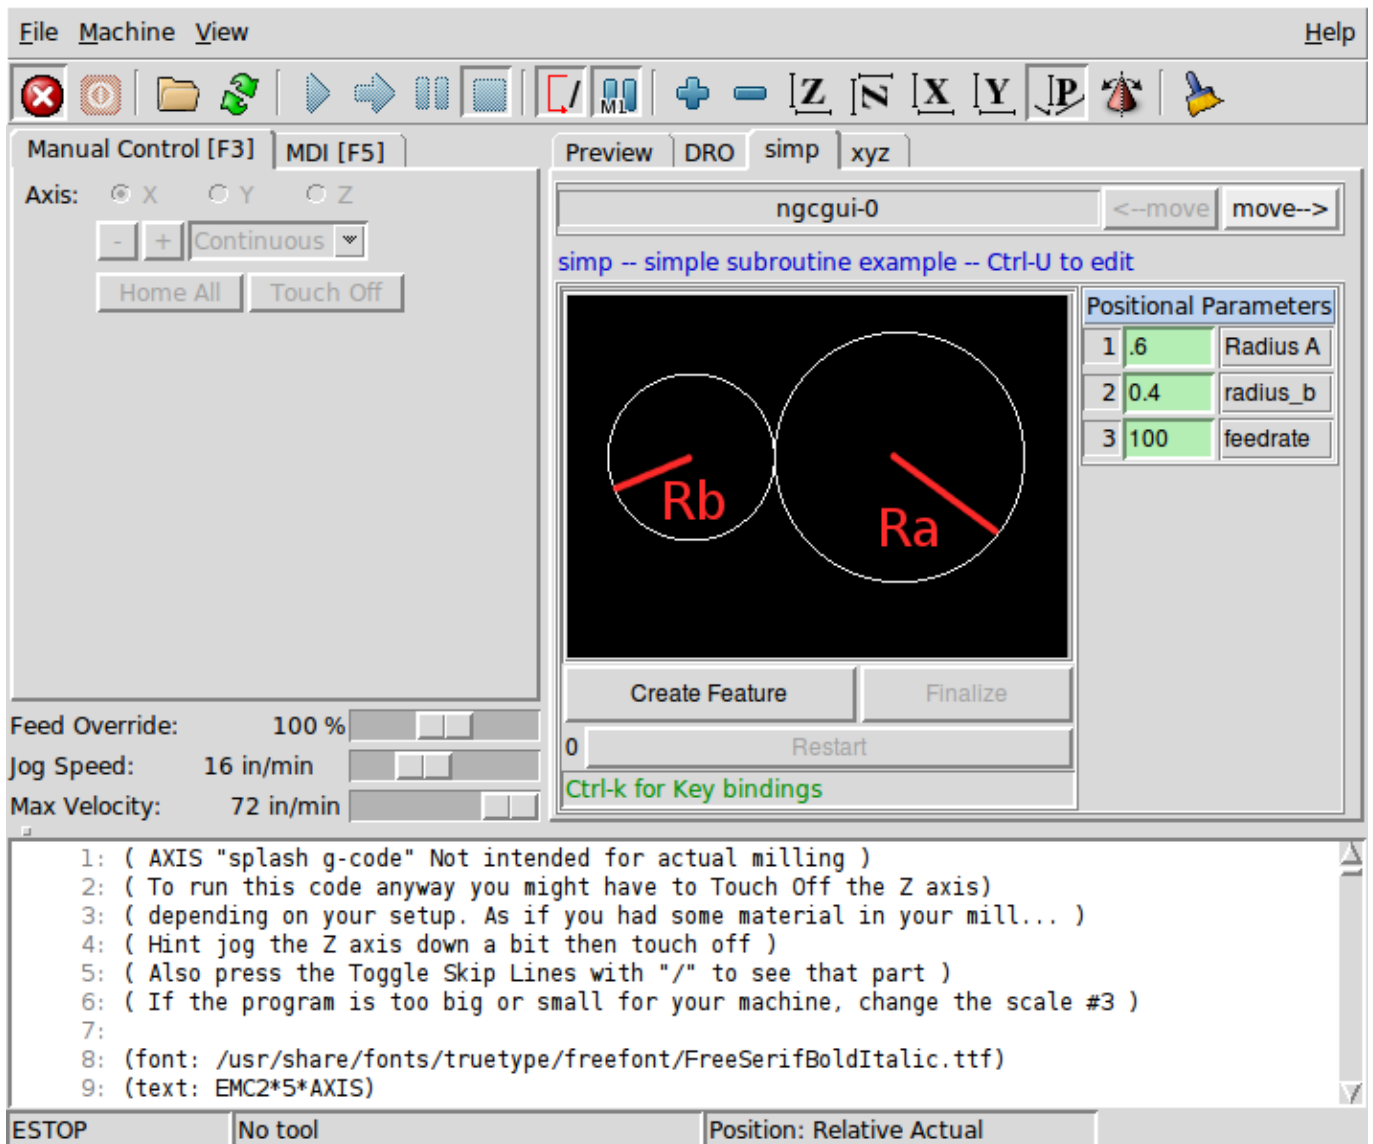 File Machine View Help
M1 Z N X Y P
Manual Control [F3] MDI [F5]
Preview DRO simp xyz
Axis: X Y Z
- + Continuous
Home All Touch Off
ngcgui-0 <--move move-->
simp -- simple subroutine example -- Ctrl-U to edit
Positional Parameters
1 .6 Radius A
2 0.4 radius_b
3 100 feedrate
Rb
Ra
Create Feature Finalize
0 Restart
Ctrl-k for Key bindings
Feed Override: 100 %
Jog Speed: 16 in/min
Max Velocity: 72 in/min
1: ( AXIS "splash g-code" Not intended for actual milling )
2: ( To run this code anyway you might have to Touch Off the Z axis)
3: ( depending on your setup. As if you had some material in your mill... )
4: ( Hint jog the Z axis down a bit then touch off )
5: ( Also press the Toggle Skip Lines with "/" to see that part )
6: ( If the program is too big or small for your machine, change the scale #3 )
7:
8: (font: /usr/share/fonts/truetype/freefont/FreeSerifBoldItalic.ttf)
9: (text: EMC2*5*AXIS)
ESTOP No tool Position: Relative Actual